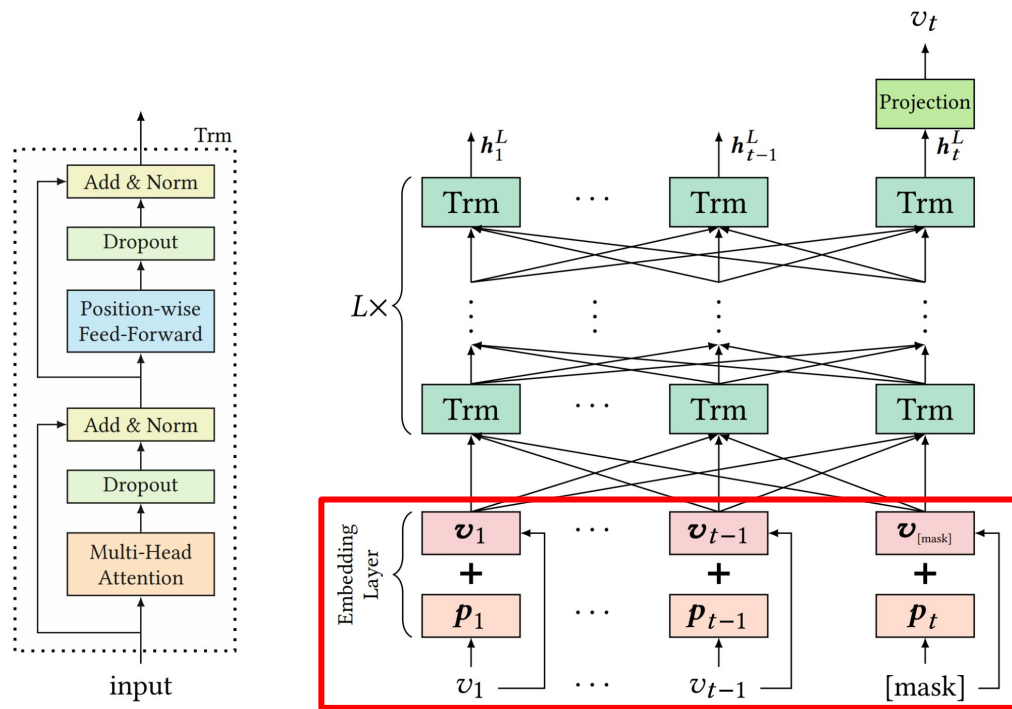 v_t
Projection
h_1^L
h_{t-1}^L
h_t^L
Trm
Add & Norm
Dropout
Position-wise
Feed-Forward
Add & Norm
Dropout
Multi-Head
Attention
input
Trm
...
Trm
Trm
L×
Trm
...
Trm
Trm
Embedding
Layer
v_1
...
v_{t-1}
v_{[mask]}
+
+
+
p_1
...
p_{t-1}
p_t
v_1
...
v_{t-1}
[mask]